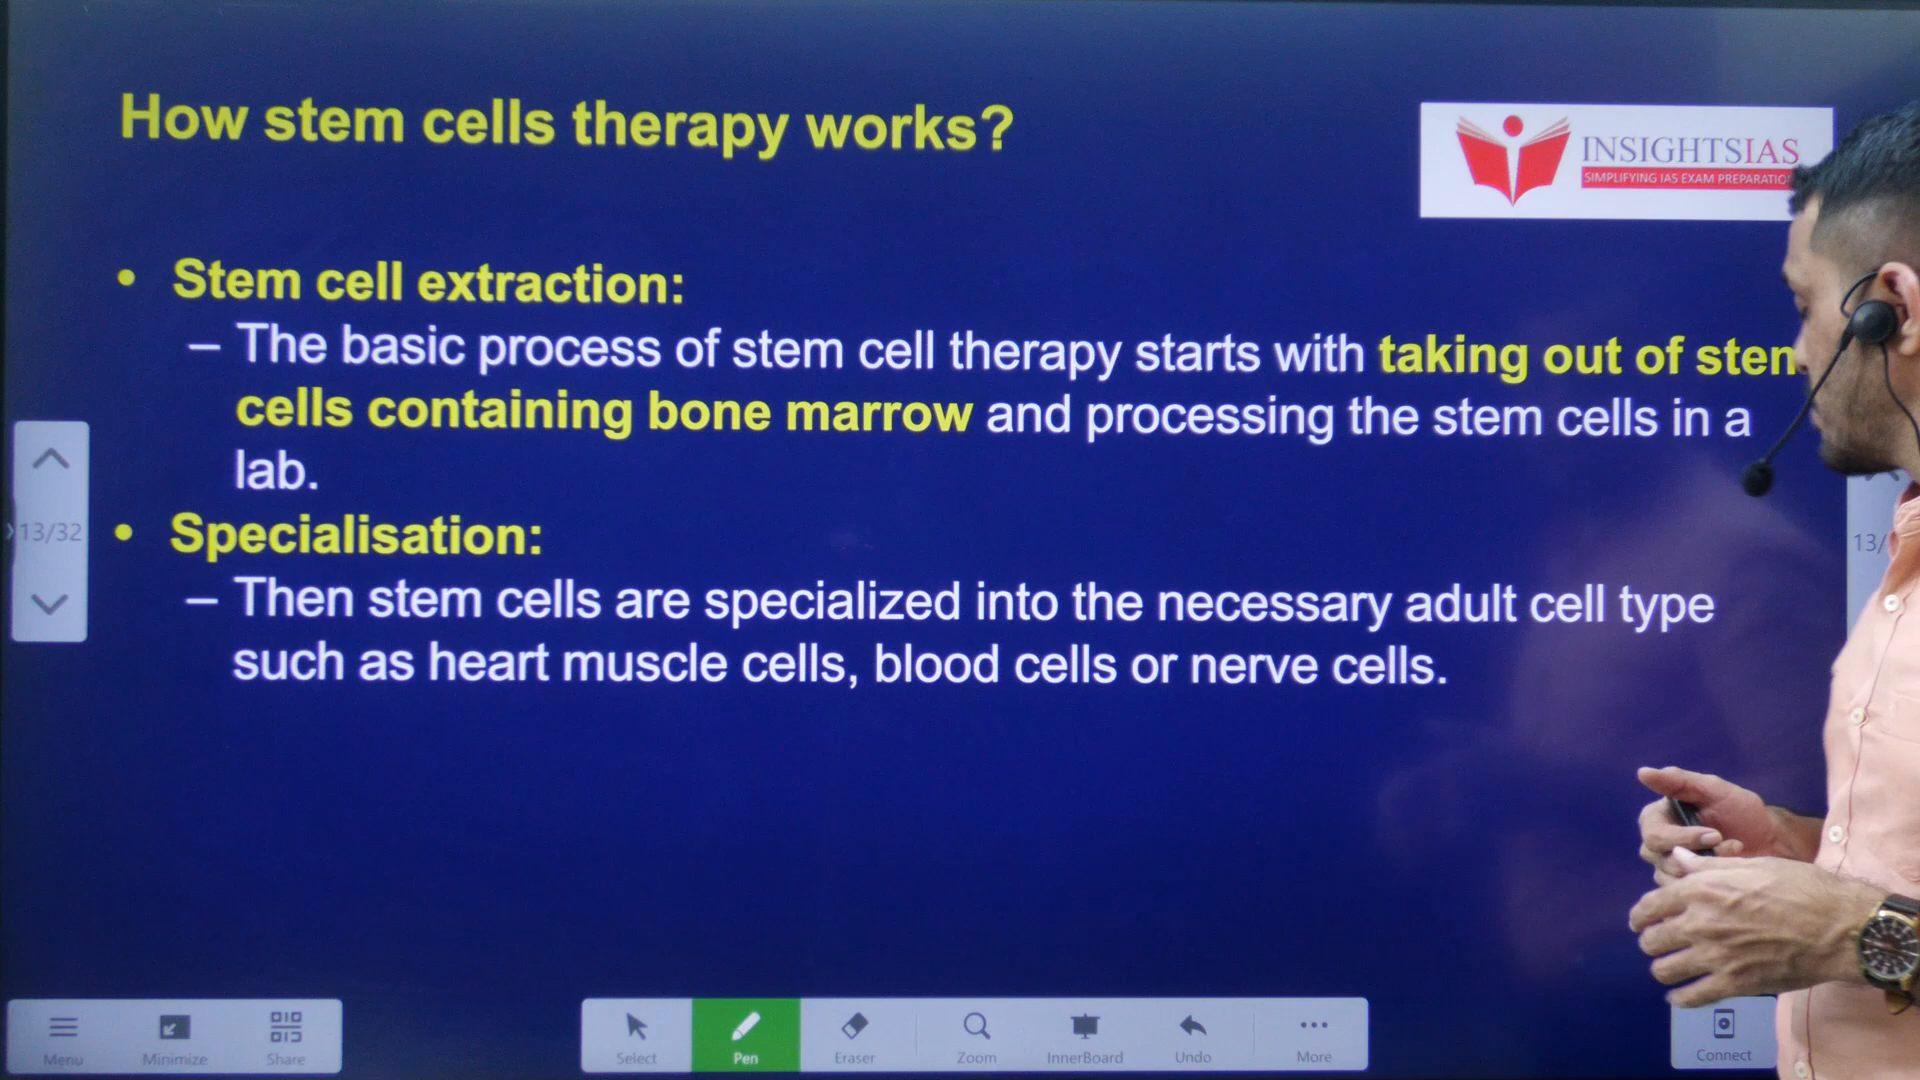 How stem cells therapy works?
INSIGHTSIAS
SIMPLIFYING IAS EXAM
• Stem cell extraction:
– The basic process of stem cell therapy starts with taking out of
cells containing bone marrow and processing the stem cells in a
lab.
13/32
• Specialisation:
13/
– Then stem cells are specialized into the necessary adult cell type
such as heart muscle cells, blood cells or nerve cells.
Menu Minimize Share Select Pen Eraser Zoom InnerBoard Undo More Connect